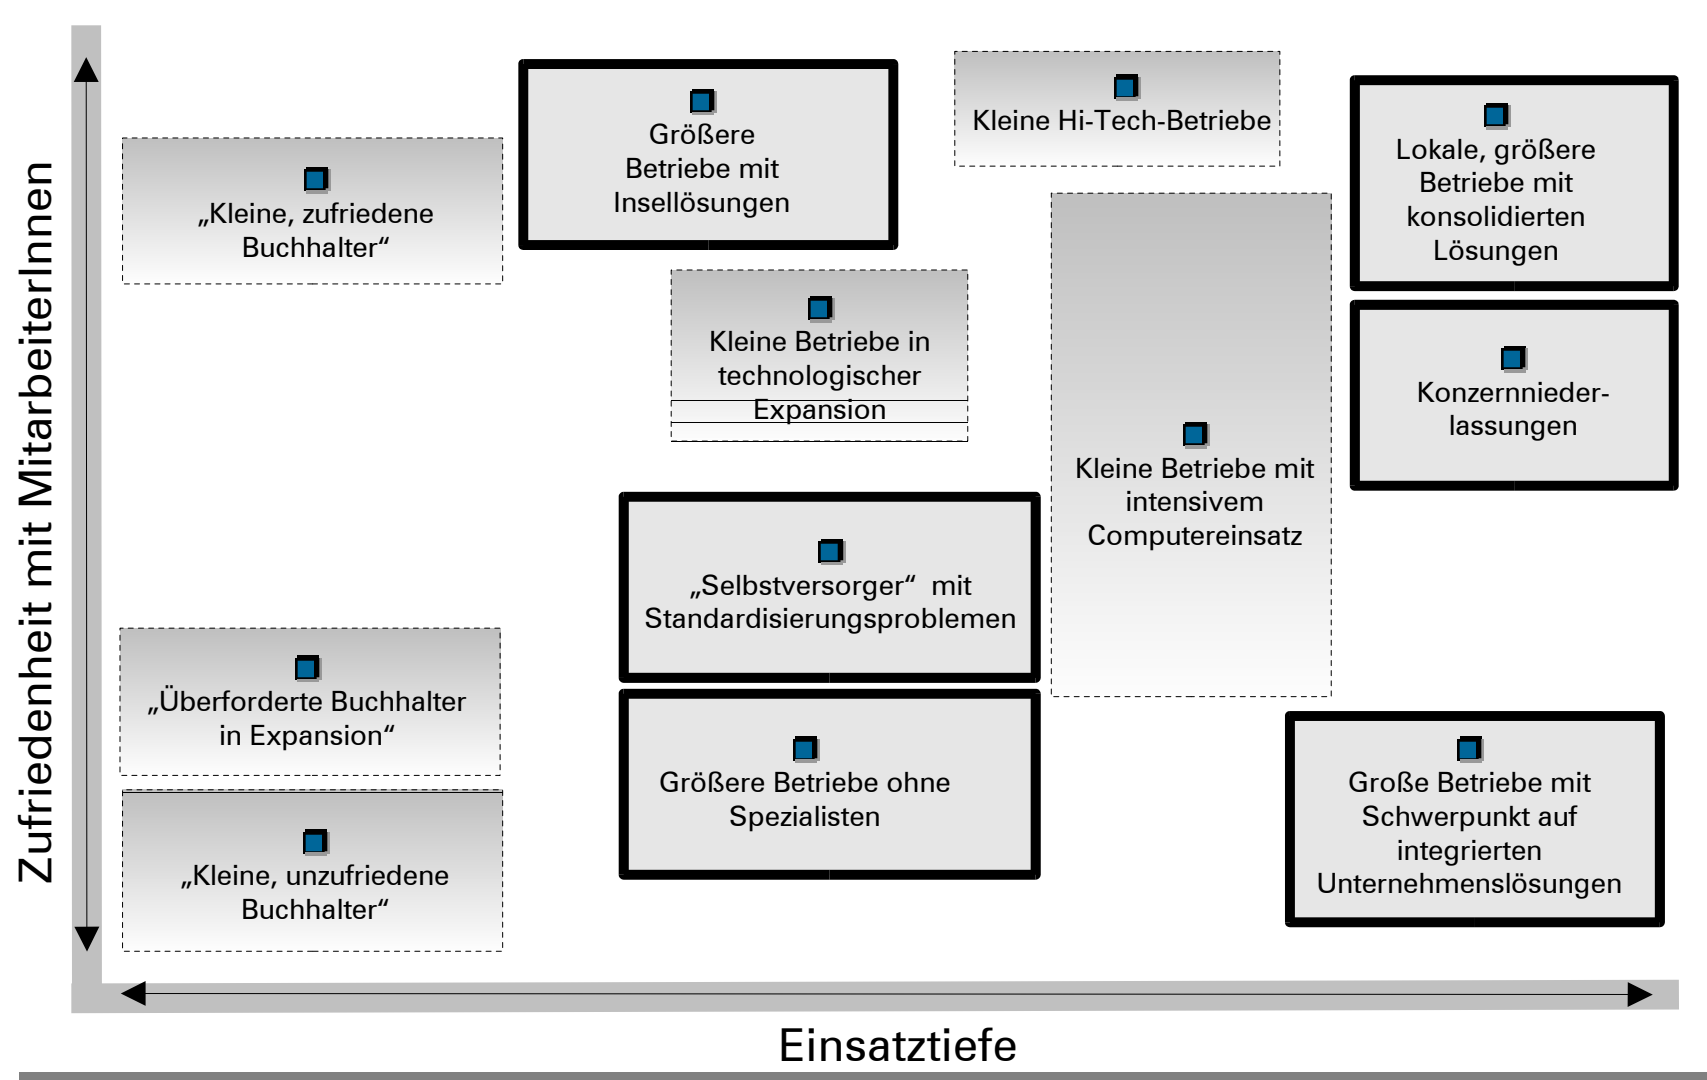 Zufriedenheit mit MitarbeiterInnen
Kleine Hi-Tech-Betriebe
Größere
Betriebe mit
Insellösungen
Lokale, größere
Betriebe mit
konsolidierten
Lösungen
„Kleine, zufriedene
Buchhalter“
Kleine Betriebe in
technologischer
Expansion
Konzernnieder-
lassungen
Kleine Betriebe mit
intensivem
Computereinsatz
„Selbstversorger“  mit
Standardisierungsproblemen
„Überforderte Buchhalter
in Expansion“
Größere Betriebe ohne
Spezialisten
Große Betriebe mit
Schwerpunkt auf
integrierten
Unternehmenslösungen
„Kleine, unzufriedene
Buchhalter“
Einsatztiefe